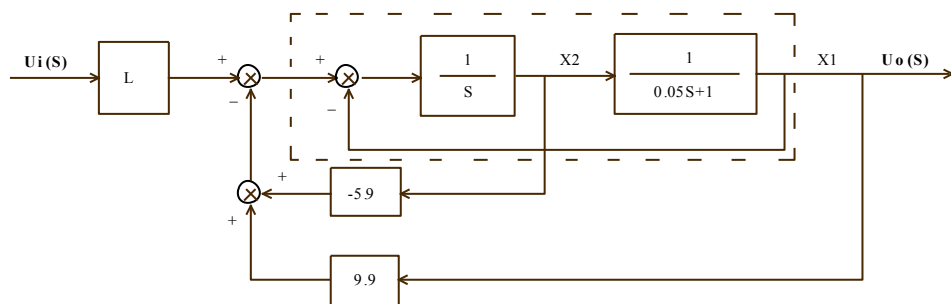 Ui(S)
L
+
−
+
−
1
S
X2
1
0.05S+1
X1
Uo(S)
+
+
-5.9
9.9